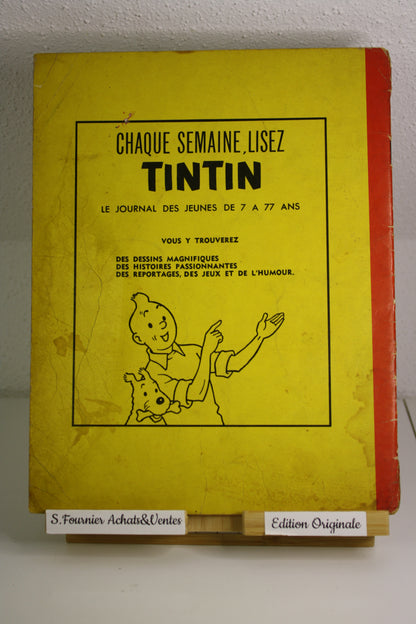 CHAQUE SEMAINE, LISEZ
TINTIN
LE JOURNAL DES JEUNES DE 7 A 77 ANS
VOUS Y TROUVEREZ
DES DESSINS MAGNIFIQUES
DES HISTOIRES PASSIONNANTES
DES REPORTAGES, DES JEUX ET DE L'HUMOUR.
S.Fournier Achats&Ventes
Edition Originale